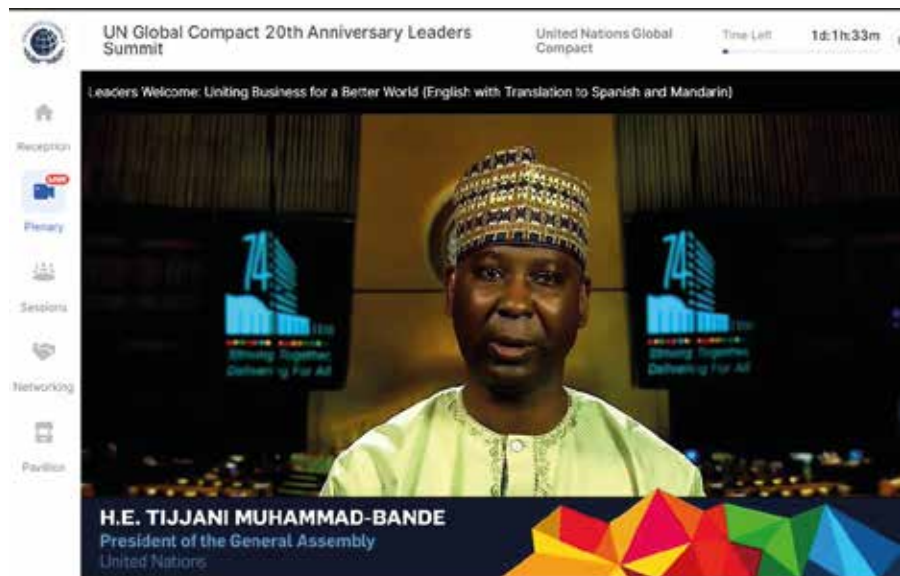 UN Global Compact 20th Anniversary Leaders
Summit
United Nations Global
Compact
Time Left
1d:1h:33m
Leaders Welcome: Uniting Business for a Better World (English with Translation to Spanish and Mandarin)
Reception
LIVE
Plenary
Sessions
Networking
Pavilion
74
Striving Together
Delivering For All
74
Striving Together
Delivering For All
H.E. TIJJANI MUHAMMAD-BANDE
President of the General Assembly
United Nations